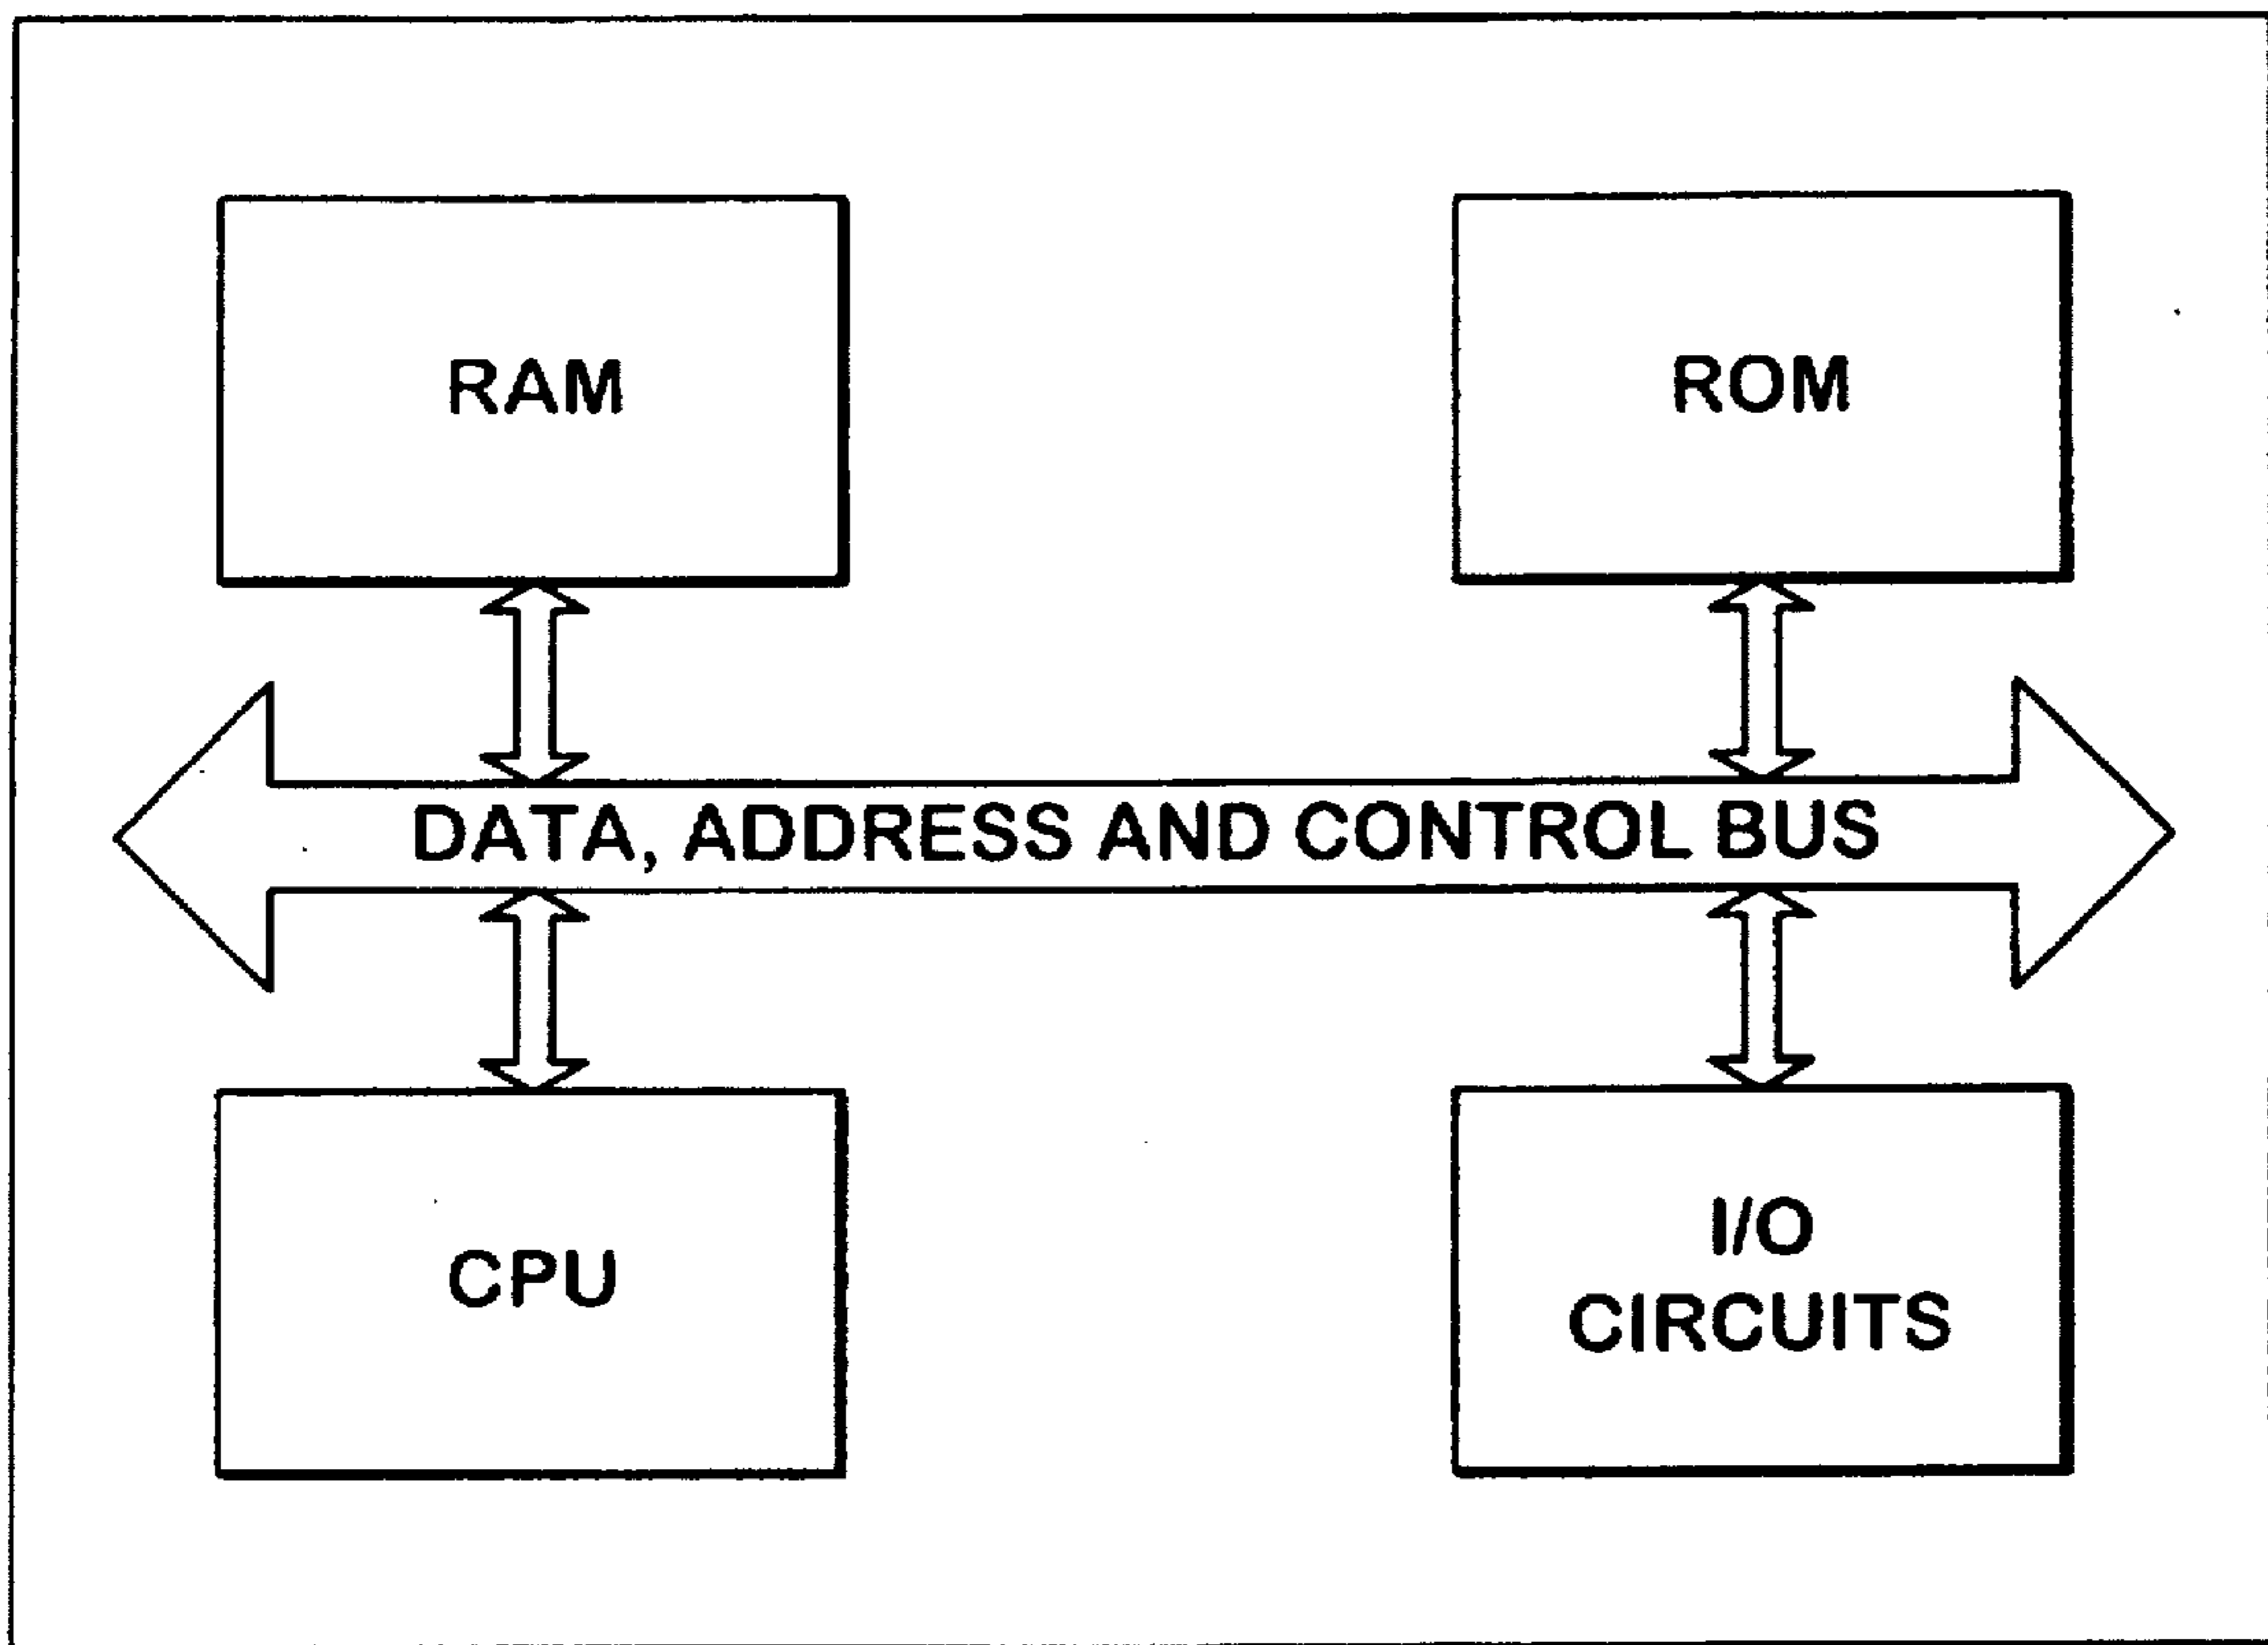 RAM
ROM
DATA, ADDRESS AND CONTROL BUS
CPU
I/O
CIRCUITS